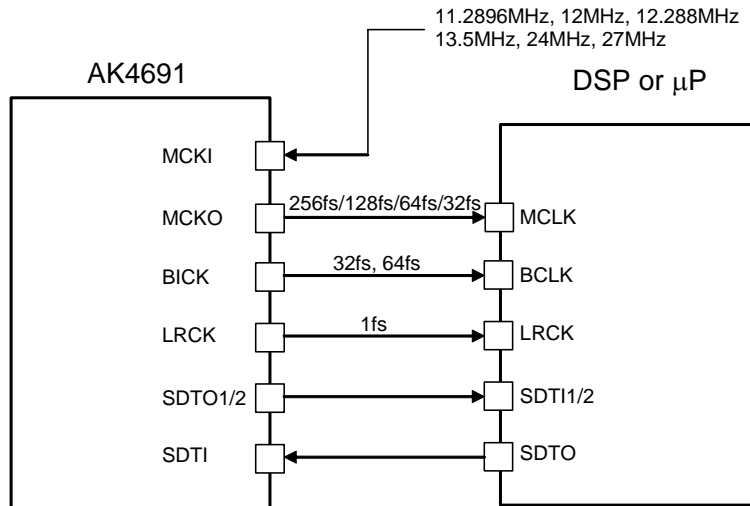 11.2896MHz, 12MHz, 12.288MHz
13.5MHz, 24MHz, 27MHz
AK4691
DSP or μP
MCKI
MCKO
256fs/128fs/64fs/32fs
MCLK
BICK
32fs, 64fs
BCLK
LRCK
1fs
LRCK
SDTO1/2
SDTI1/2
SDTI
SDTO